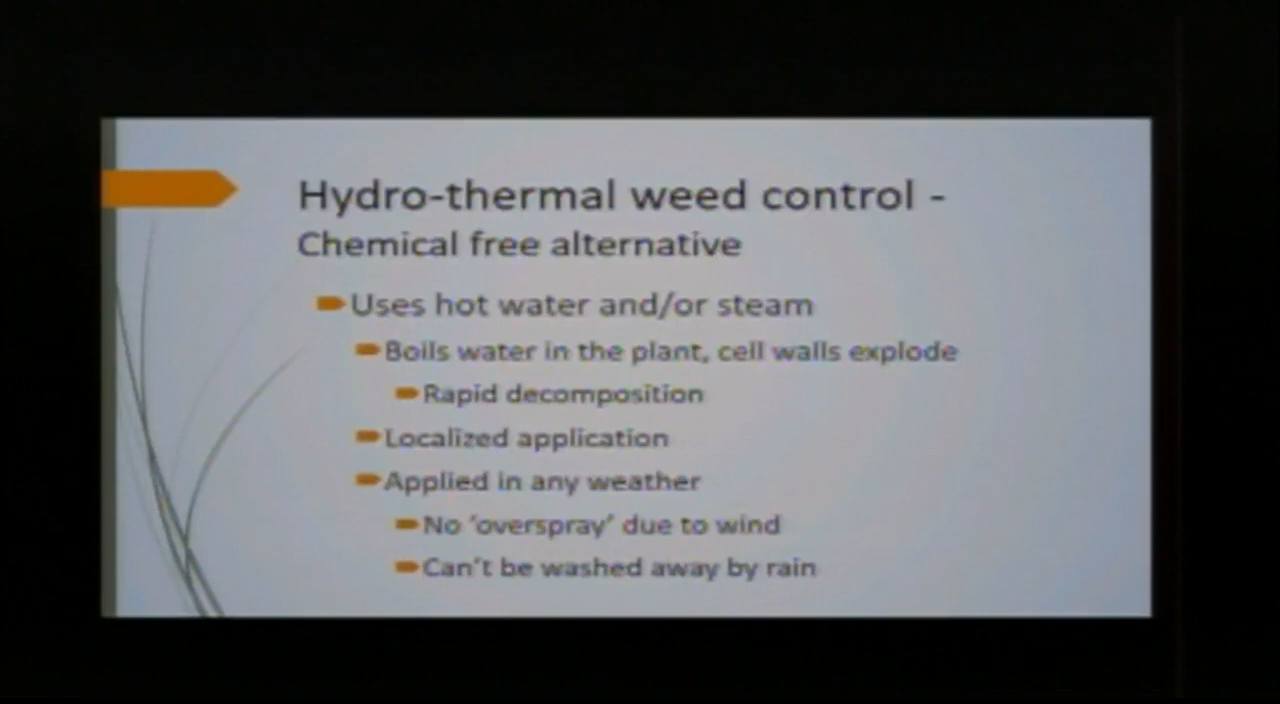 Hydro-thermal weed control -
Chemical free alternative
Uses hot water and/or steam
Boils water in the plant, cell walls explode
Rapid decomposition
Localized application
Applied in any weather
No ‘overspray’ due to wind
Can’t be washed away by rain